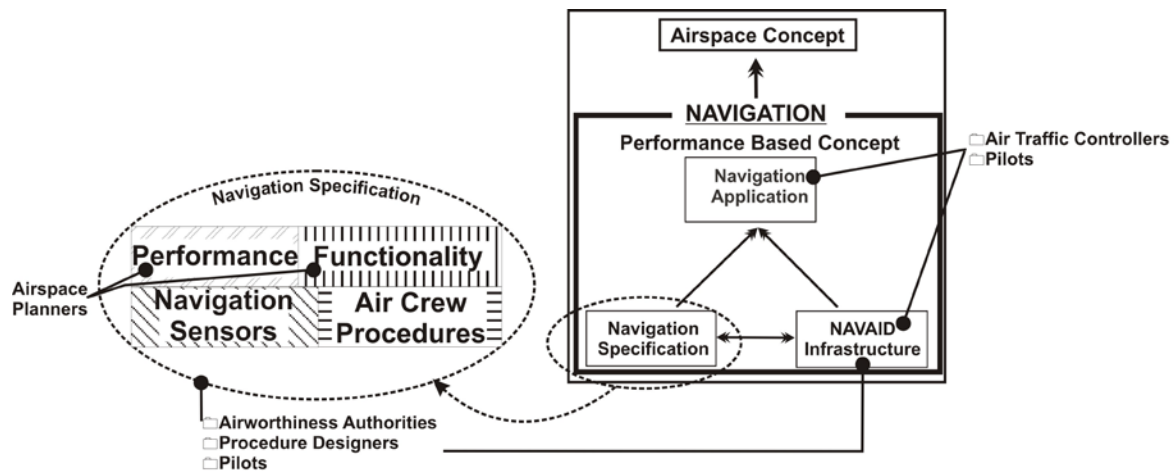 Airspace Concept
NAVIGATION
Performance Based Concept
Navigation
Application
Air Traffic Controllers
Pilots
Navigation
Specification
NAVAID
Infrastructure
Navigation Specification
Performance
Functionality
Navigation
Sensors
Air Crew
Procedures
Airspace
Planners
Airworthiness Authorities
Procedure Designers
Pilots